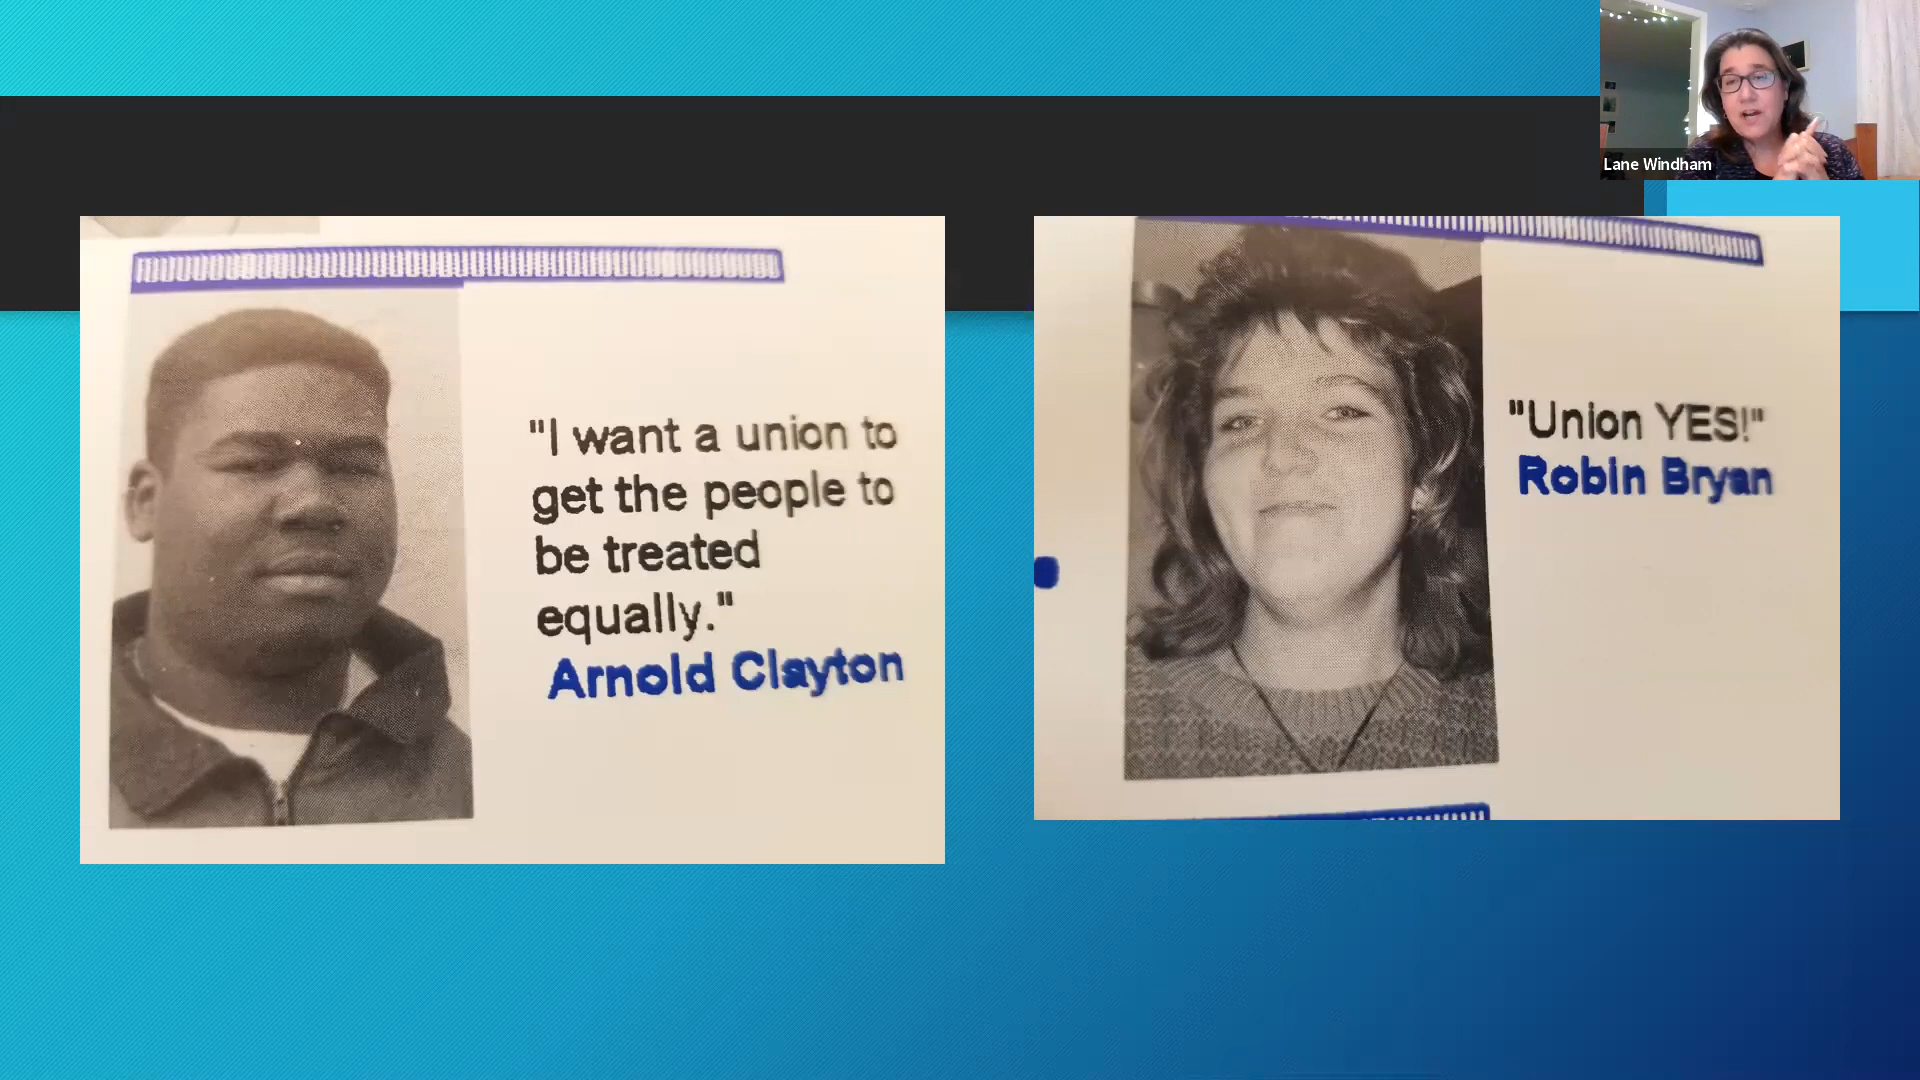 Lane Windham
"I want a union to
get the people to
be treated
equally."
Arnold Clayton
"Union YES!"
Robin Bryan